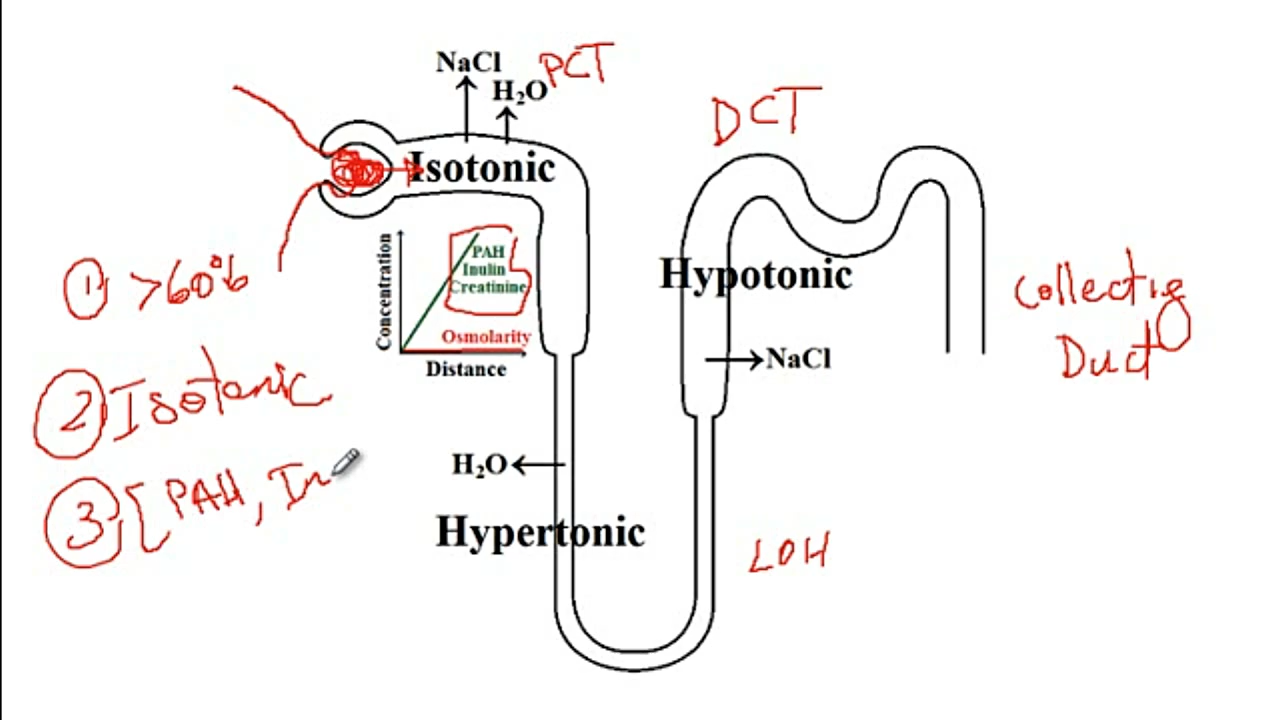 NaCl
H₂O
PCT
DCT
Isotonic
Concentration
PAH
Inulin
Creatinine
Osmolarity
Distance
① >60%
② Isotonic
③ [PAH, In
Hypotonic
NaCl
Collectig
Duct
H₂O
Hypertonic
LOH